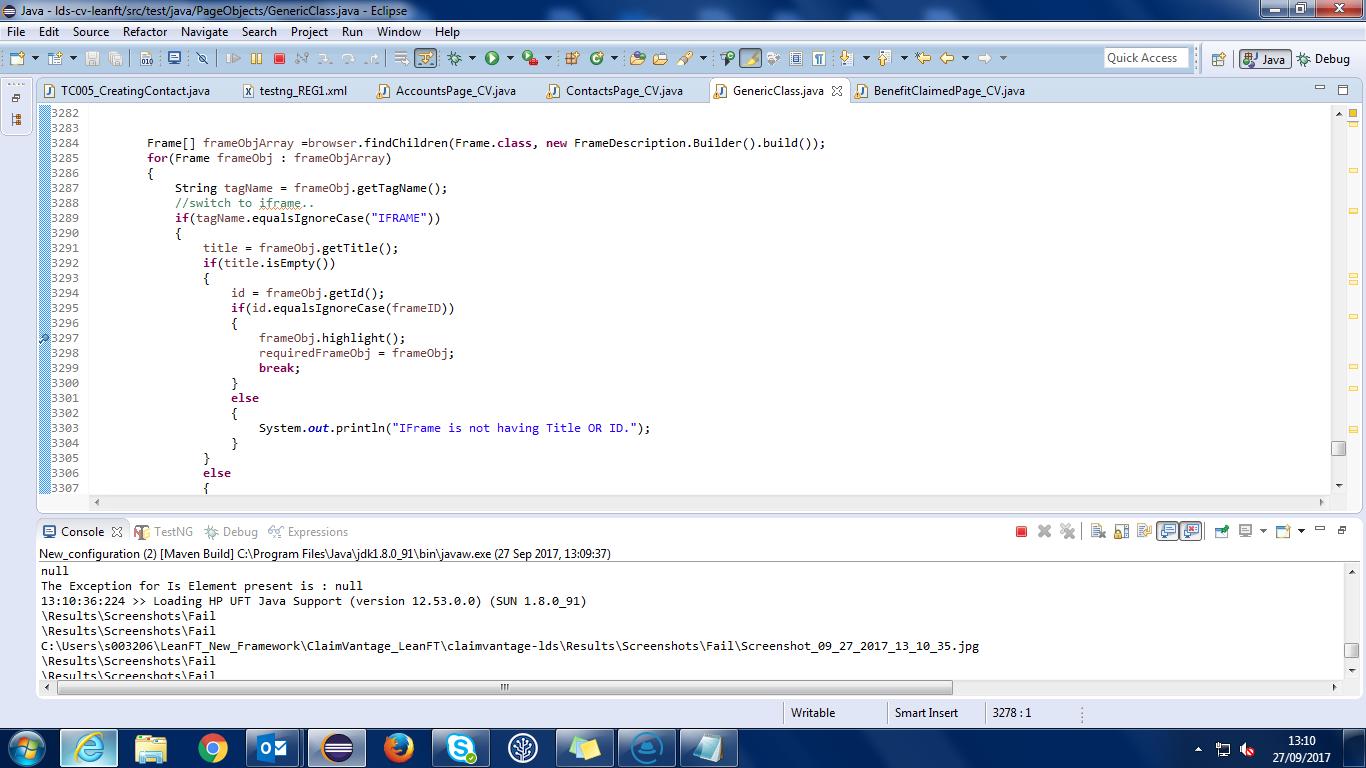 Java - lds-cv-leanft/src/test/java/PageObjects/GenericClass.java - Eclipse
File Edit Source Refactor Navigate Search Project Run Window Help
Quick Access Java Debug
TC005_CreatingContact.java testng_REG1.xml AccountsPage_CV.java ContactsPage_CV.java GenericClass.java BenefitClaimedPage_CV.java
3282
3283
3284 Frame[] frameObjArray =browser.findChildren(Frame.class, new FrameDescription.Builder().build());
3285 for(Frame frameObj : frameObjArray)
3286 {
3287 String tagName = frameObj.getTagName();
3288 //switch to iframe..
3289 if(tagName.equalsIgnoreCase("IFRAME"))
3290 {
3291 title = frameObj.getTitle();
3292 if(title.isEmpty())
3293 {
3294 id = frameObj.getId();
3295 if(id.equalsIgnoreCase(frameID))
3296 {
3297 frameObj.highlight();
3298 requiredFrameObj = frameObj;
3299 break;
3300 }
3301 else
3302 {
3303 System.out.println("IFrame is not having Title OR ID.");
3304 }
3305 }
3306 else
3307 {
Console TestNG Debug Expressions
New_configuration (2) [Maven Build] C:\Program Files\Java\jdk1.8.0_91\bin\javaw.exe (27 Sep 2017, 13:09:37)
null
The Exception for Is Element present is : null
13:10:36:224 >> Loading HP UFT Java Support (version 12.53.0.0) (SUN 1.8.0_91)
\Results\Screenshots\Fail
\Results\Screenshots\Fail
C:\Users\s003206\LeanFT_New_Framework\ClaimVantage_LeanFT\claimvantage-lds\Results\Screenshots\Fail\Screenshot_09_27_2017_13_10_35.jpg
\Results\Screenshots\Fail
\Results\Screenshots\Fail
Writable Smart Insert 3278 : 1
13:10
27/09/2017